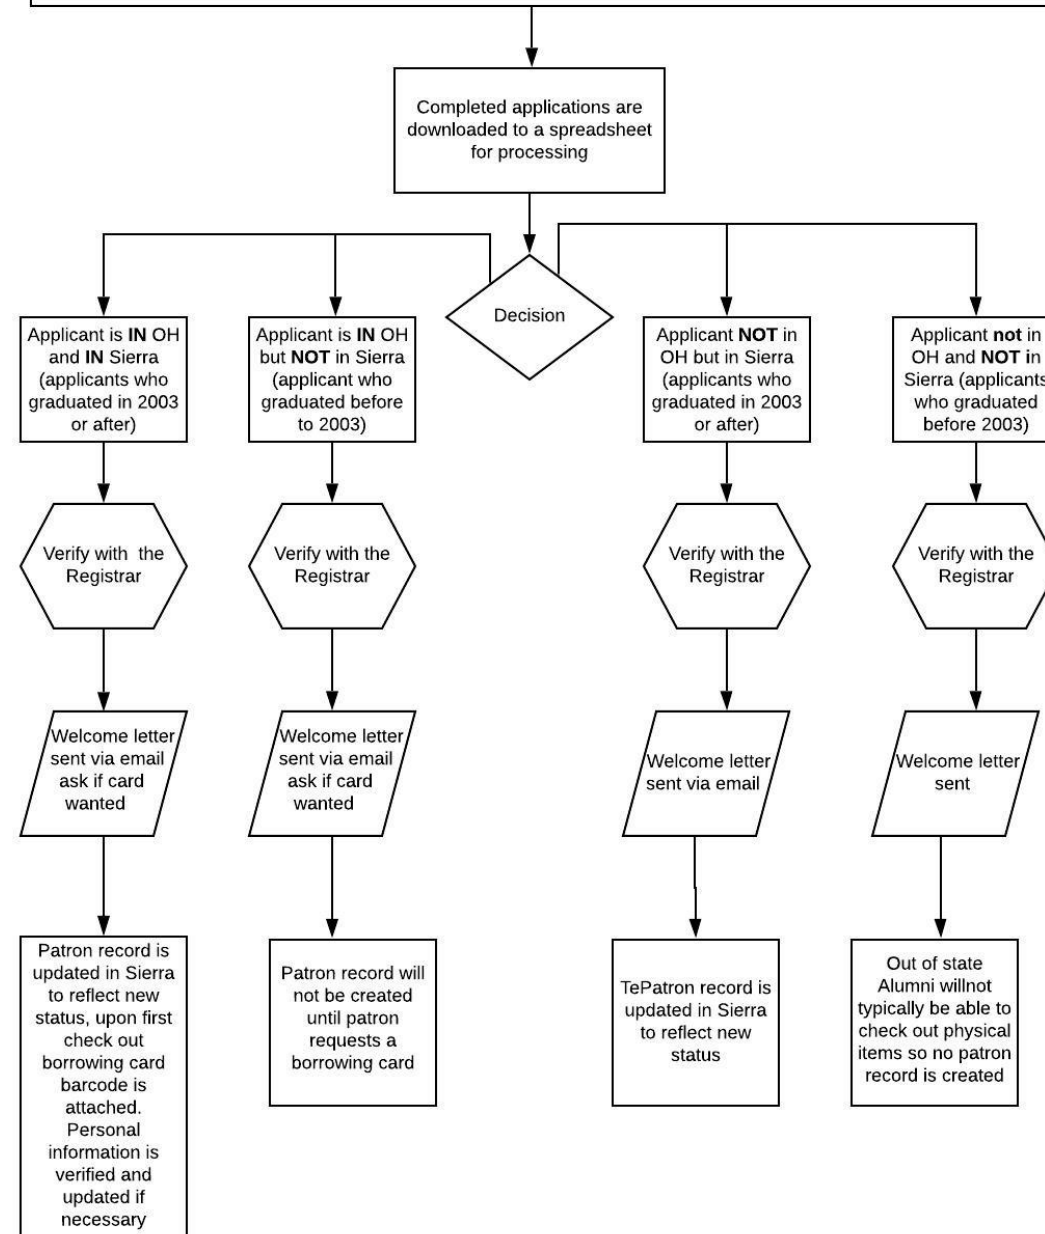 Completed applications are
downloaded to a spreadsheet
for processing
Decision
Applicant is IN OH
and IN Sierra
(applicants who
graduated in 2003
or after)
Applicant is IN OH
but NOT in Sierra
(applicant who
graduated before
to 2003)
Applicant NOT in
OH but in Sierra
(applicants who
graduated in 2003
or after)
Applicant not in
OH and NOT in
Sierra (applicants
who graduated
before 2003)
Verify with the
Registrar
Verify with the
Registrar
Verify with the
Registrar
Verify with the
Registrar
Welcome letter
sent via email
ask if card
wanted
Welcome letter
sent via email
ask if card
wanted
Welcome letter
sent via email
Welcome letter
sent
Patron record is
updated in Sierra
to reflect new
status, upon first
check out
borrowing card
barcode is
attached.
Personal
information is
verified and
updated if
necessary
Patron record will
not be created
until patron
requests a
borrowing card
TePatron record is
updated in Sierra
to reflect new
status
Out of state
Alumni willnot
typically be able to
check out physical
items so no patron
record is created